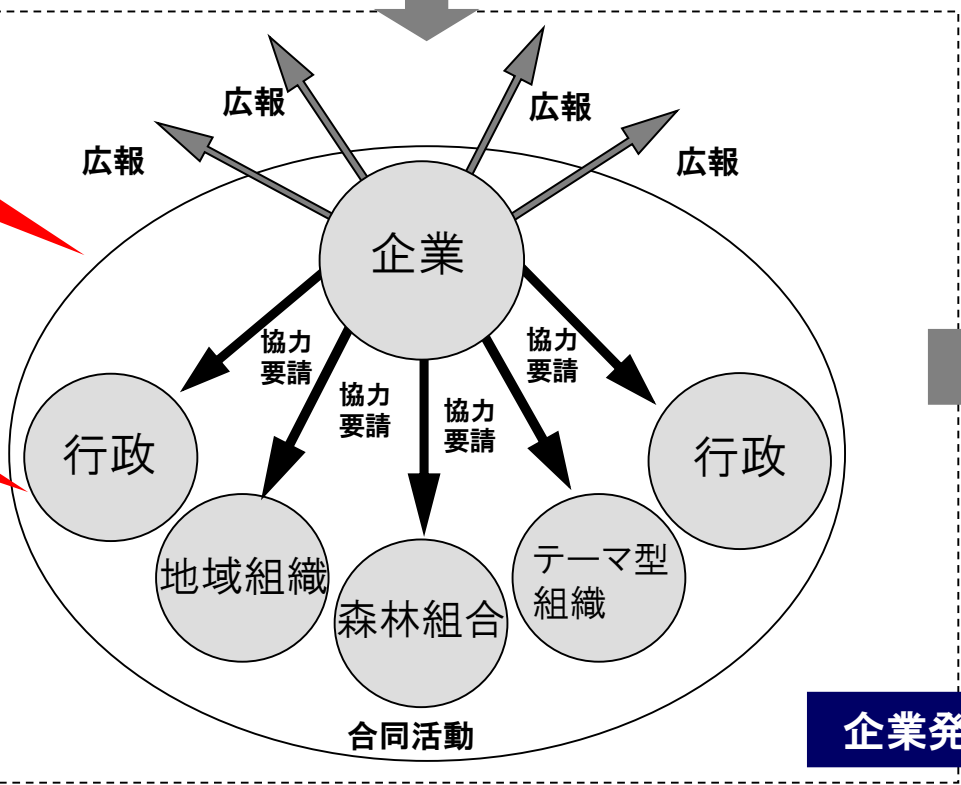 広報
広報
広報
広報
企業
協力
要請
協力
要請
協力
要請
協力
要請
行政
地域組織
森林組合
テーマ型
組織
行政
合同活動
企業発